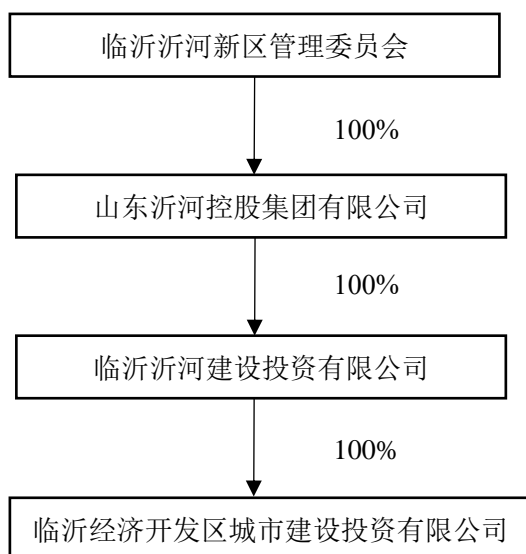 临沂沂河新区管理委员会
100%
山东沂河控股集团有限公司
100%
临沂沂河建设投资有限公司
100%
临沂经济开发区城市建设投资有限公司